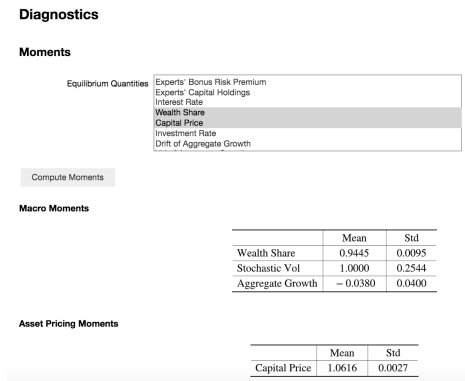 Diagnostics
Moments
Equilibrium Quantities
Experts' Bonus Risk Premium
Experts' Capital Holdings
Interest Rate
Wealth Share
Capital Price
Investment Rate
Drift of Aggregate Growth
Compute Moments
Macro Moments
Mean Std
Wealth Share 0.9445 0.0095
Stochastic Vol 1.0000 0.2544
Aggregate Growth − 0.0380 0.0400
Asset Pricing Moments
Mean Std
Capital Price 1.0616 0.0027